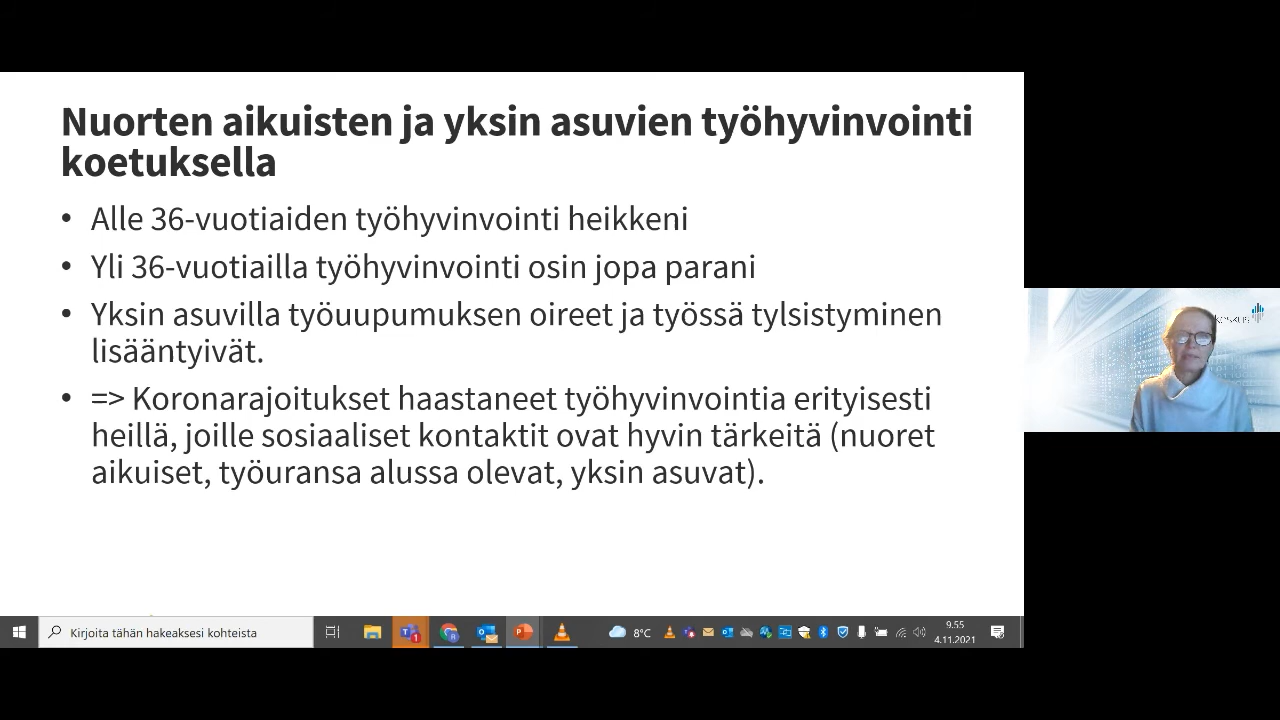 Nuorten aikuisten ja yksin asuvien työhyvinvointi
koetuksella
• Alle 36-vuotiaiden työhyvinvointi heikkeni
• Yli 36-vuotiailla työhyvinvointi osin jopa parani
• Yksin asuvilla työuupumuksen oireet ja työssä tylsistyminen
lisääntyivät.
• => Koronarajoitukset haastaneet työhyvinvointia erityisesti
heillä, joille sosiaaliset kontaktit ovat hyvin tärkeitä (nuoret
aikuiset, työuransa alussa olevat, yksin asuvat).
Kirjoita tähän hakeaksesi kohteista
8°C
9.55
4.11.2021